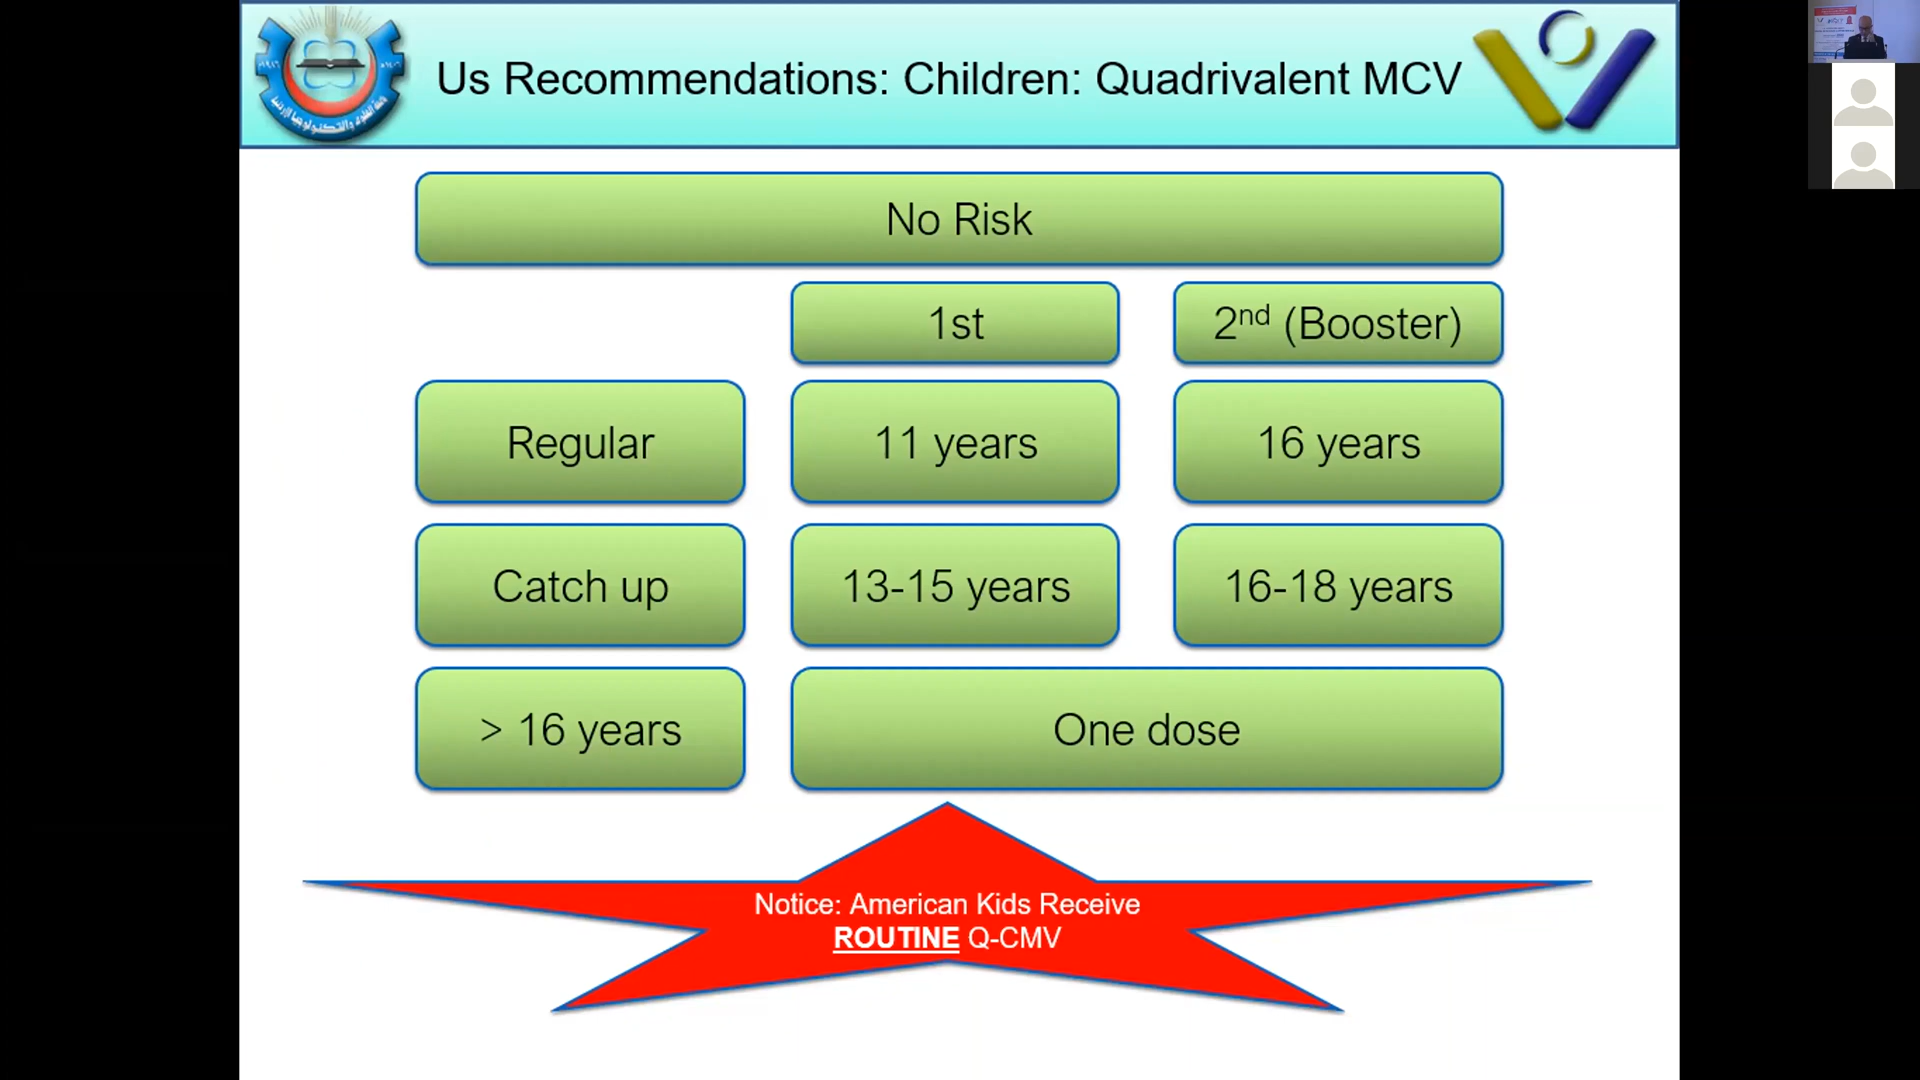 Us Recommendations: Children: Quadrivalent MCV
No Risk
1st
2nd (Booster)
Regular
11 years
16 years
Catch up
13-15 years
16-18 years
> 16 years
One dose
Notice: American Kids Receive
ROUTINE Q-CMV